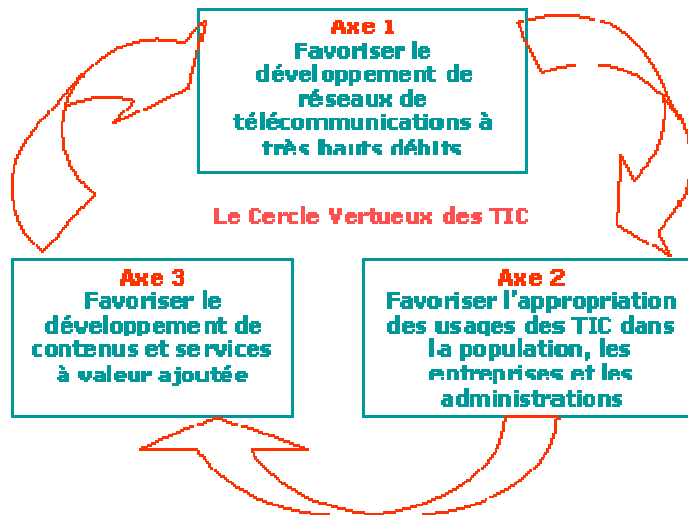 Axe 1
Favoriser le
développement de
réseaux de
télécommunications à
très hauts débits
Le Cercle Vertueux des TIC
Axe 3
Favoriser le
développement de
contenus et services
à valeur ajoutée
Axe 2
Favoriser l'appropriation
des usages des TIC dans
la population, les
entreprises et les
administrations